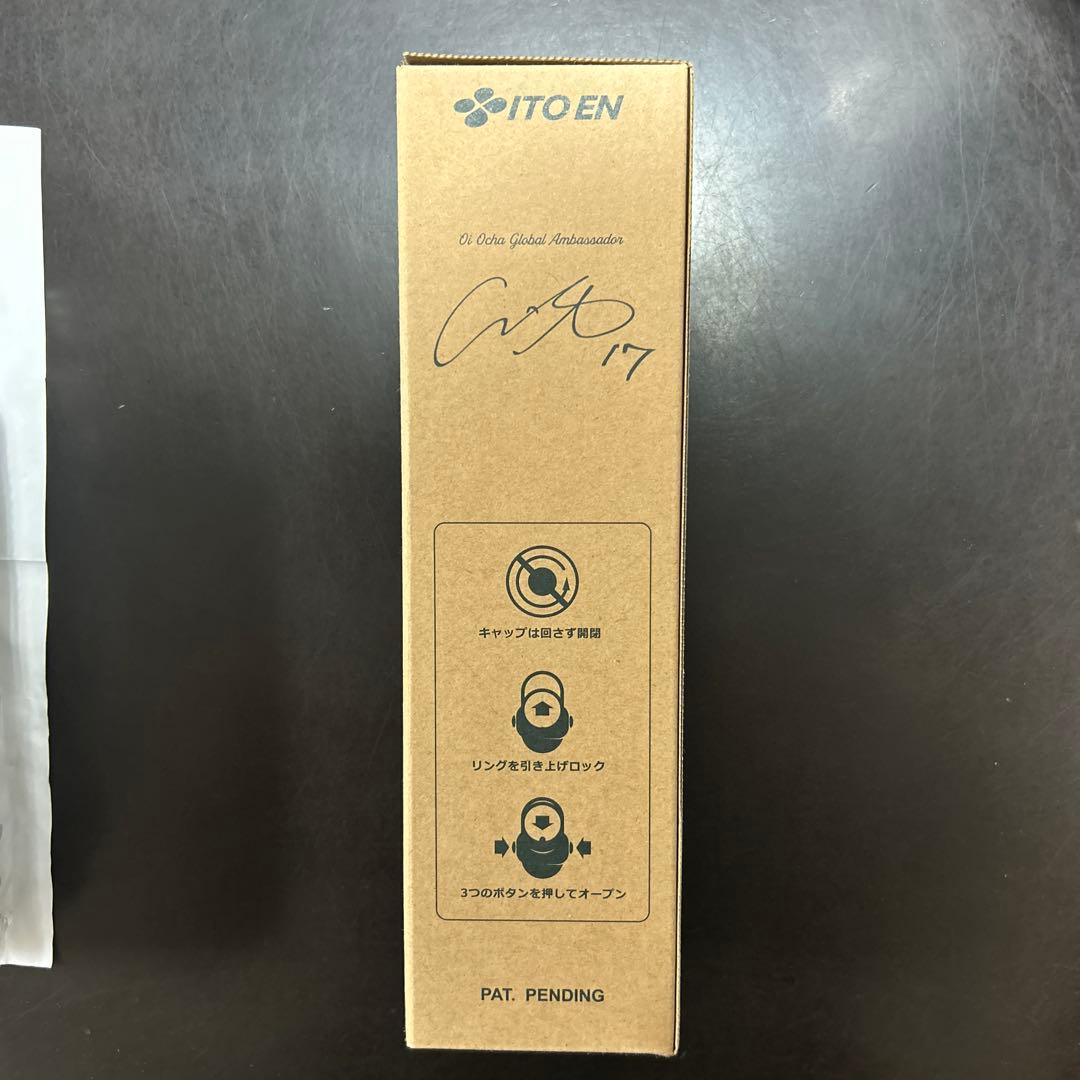 ITO EN
Oi Ocha Global Ambassador
17
キャップは回さず開閉
リングを引き上げロック
3つのボタンを押してオープン
PAT. PENDING